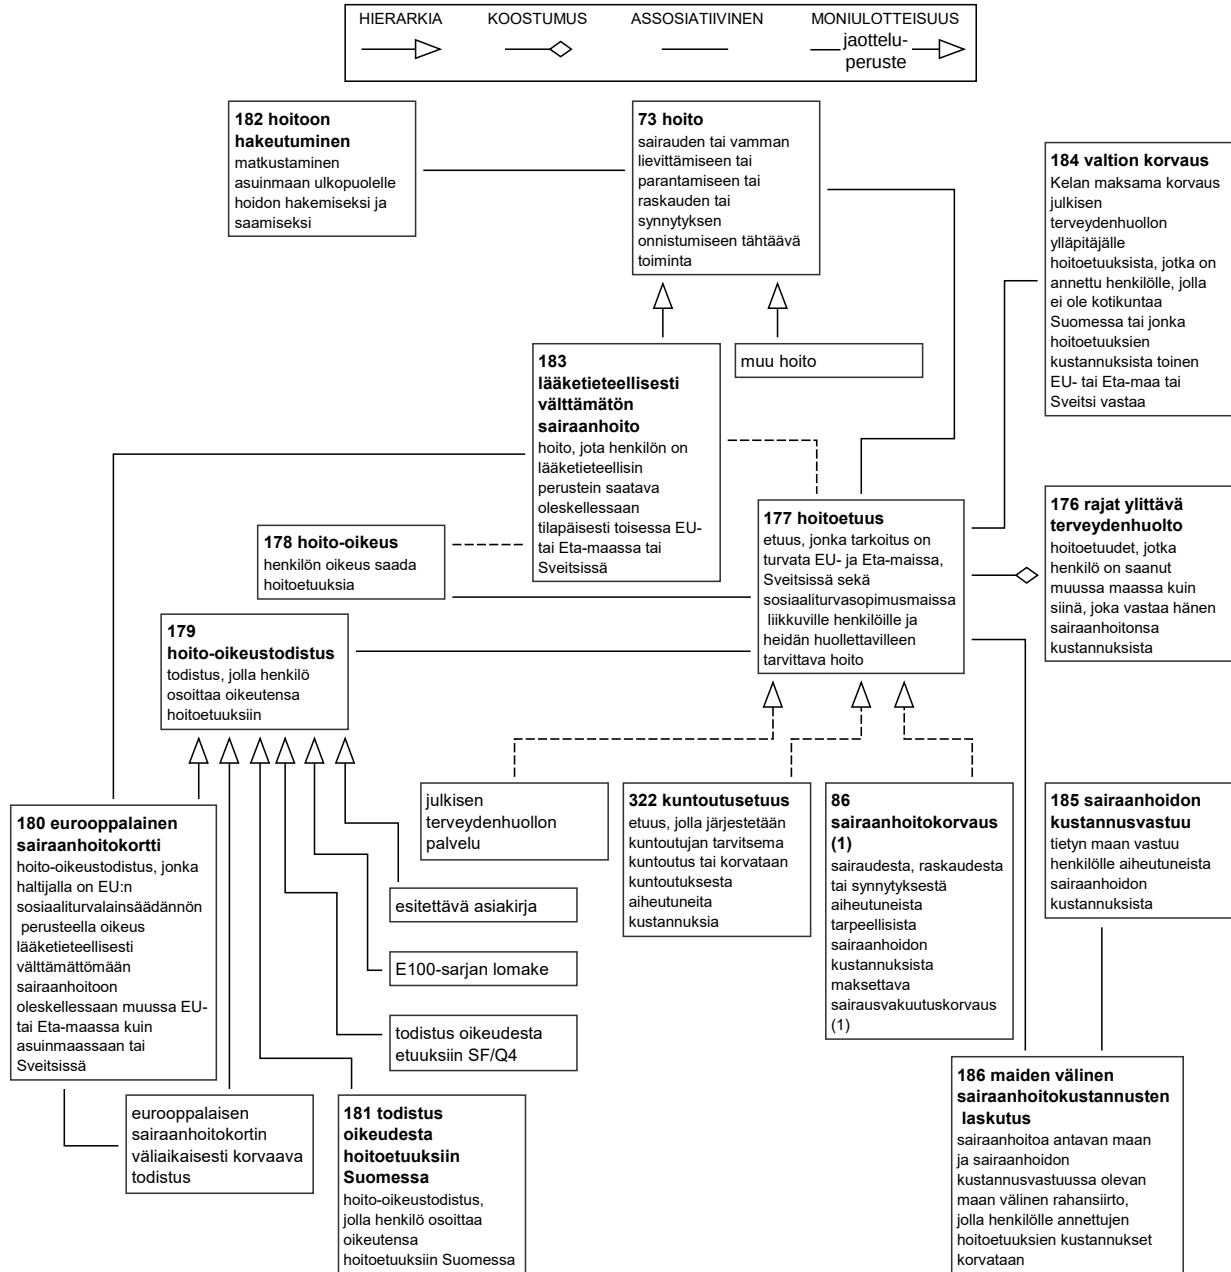 HIERARKIA
KOOSTUMUS
ASSOSIATIIVINEN
MONIULOTTEISUUS
jaottelu-
peruste
182 hoitoon
hakeutuminen
matkustaminen
asuinmaan ulkopuolelle
hoidon hakemiseksi ja
saamiseksi
73 hoito
sairauden tai vamman
lievittämiseen tai
parantamiseen tai
raskauden tai
synnytyksen
onnistumiseen tähtäävä
toiminta
184 valtion korvaus
Kelan maksama korvaus
julkisen
terveydenhuollon
ylläpitäjälle
hoitoetuuksista, jotka on
annettu henkilölle, jolla
ei ole kotikuntaa
Suomessa tai jonka
hoitoetuuksien
kustannuksista toinen
EU- tai Eta-maa tai
Sveitsi vastaa
183
lääketieteellisesti
välttämätön
sairaanhoito
hoito, jota henkilön on
lääketieteellisin
perustein saatava
oleskellessaan
tilapäisesti toisessa EU-
tai Eta-maassa tai
Sveitsissä
muu hoito
178 hoito-oikeus
henkilön oikeus saada
hoitoetuuksia
177 hoitoetuus
etuus, jonka tarkoitus on
turvata EU- ja Eta-maissa,
Sveitsissä sekä
sosiaaliturvasopimusmaissa
liikkuville henkilöille ja
heidän huollettavilleen
tarvittava hoito
176 rajat ylittävä
terveydenhuolto
hoitoetuudet, jotka
henkilö on saanut
muussa maassa kuin
siinä, joka vastaa hänen
sairaanhoitonsa
kustannuksista
179
hoito-oikeustodistus
todistus, jolla henkilö
osoittaa oikeutensa
hoitoetuuksiin
180 eurooppalainen
sairaanhoitokortti
hoito-oikeustodistus, jonka
haltijalla on EU:n
sosiaaliturvalainsäädännön
perusteella oikeus
lääketieteellisesti
välttämättömään
sairaanhoitoon
oleskellessaan muussa EU-
tai Eta-maassa kuin
asuinmaassaan tai
Sveitsissä
julkisen
terveydenhuollon
palvelu
322 kuntoutusetuus
etuus, jolla järjestetään
kuntoutujan tarvitsema
kuntoutus tai korvataan
kuntoutuksesta
aiheutuneita
kustannuksia
86
sairaanhoitokorvaus
(1)
sairaudesta, raskaudesta
tai synnytyksestä
aiheutuneista
tarpeellisista
sairaanhoidon
kustannuksista
maksettava
sairausvakuutuskorvaus
(1)
185 sairaanhoidon
kustannusvastuu
tietyn maan vastuu
henkilölle aiheutuneista
sairaanhoidon
kustannuksista
esitettävä asiakirja
E100-sarjan lomake
todistus oikeudesta
etuuksiin SF/Q4
eurooppalaisen
sairaanhoitokortin
väliaikaisesti korvaava
todistus
181 todistus
oikeudesta
hoitoetuuksiin
Suomessa
hoito-oikeustodistus,
jolla henkilö osoittaa
oikeutensa
hoitoetuuksiin Suomessa
186 maiden välinen
sairaanhoitokustannusten
laskutus
sairaanhoitoa antavan maan
ja sairaanhoidon
kustannusvastuussa olevan
maan välinen rahansiirto,
jolla henkilölle annettujen
hoitoetuuksien kustannukset
korvataan